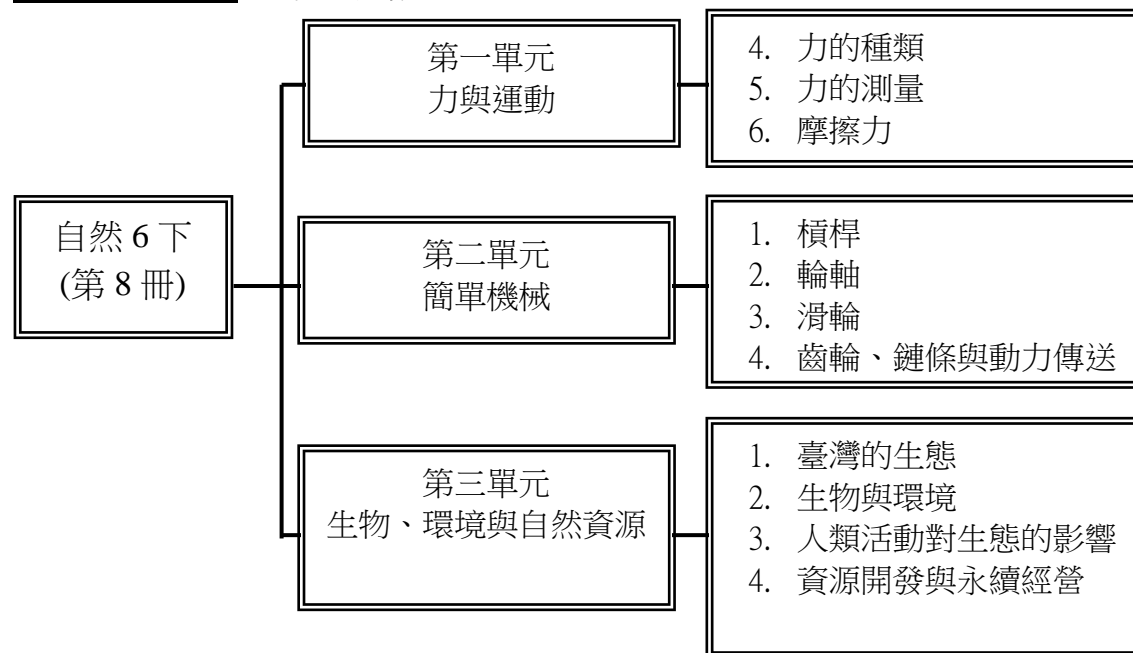 自然 6 下
(第 8 冊)
第一單元
力與運動
4. 力的種類
5. 力的測量
6. 摩擦力
第二單元
簡單機械
1. 槓桿
2. 輪軸
3. 滑輪
4. 齒輪、鏈條與動力傳送
第三單元
生物、環境與自然資源
1. 臺灣的生態
2. 生物與環境
3. 人類活動對生態的影響
4. 資源開發與永續經營